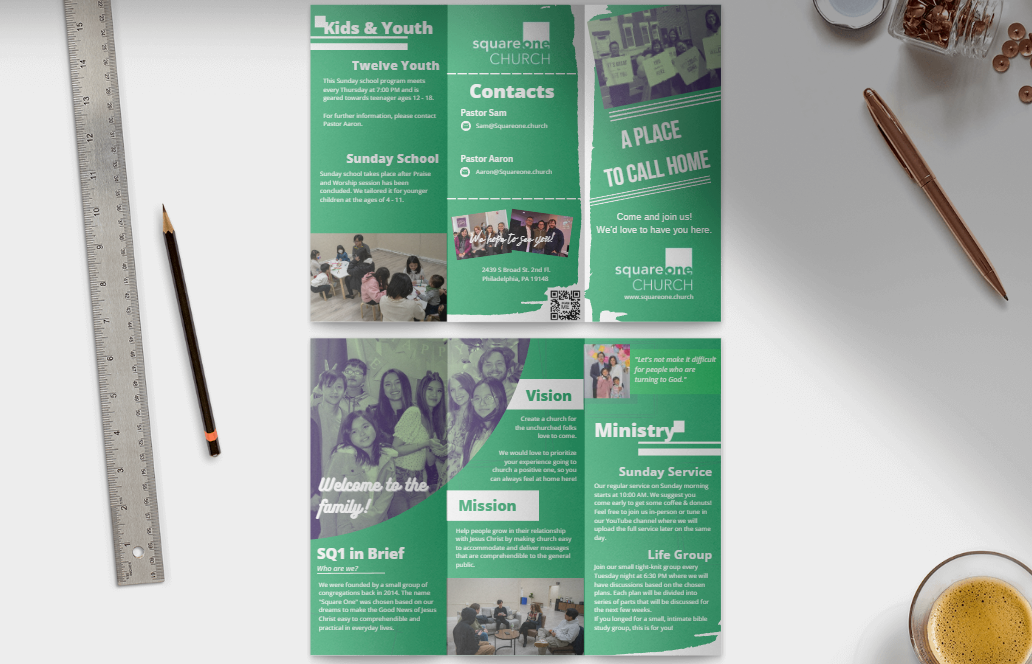 Kids & Youth
Twelve Youth
This Sunday school program meets
every Thursday at 7:00 PM and is
geared towards teenager ages 12 - 18.
For further information, please contact
Pastor Aaron.
Sunday School
Sunday school takes place after Praise
and Worship session has been
concluded. We tailored it for younger
children at the ages of 4 - 11.
square one
CHURCH
Contacts
Pastor Sam
Sam@Squareone.church
Pastor Aaron
Aaron@Squareone.church
We hope to see you!
2439 S Broad St. 2nd Fl.
Philadelphia, PA 19148
A PLACE
TO CALL HOME
Come and join us!
We'd love to have you here.
square one
CHURCH
www.squareone.church
Welcome to the
family!
SQ1 in Brief
Who are we?
We were founded by a small group of
congregations back in 2014. The name
"Square One" was chosen based on our
dreams to make the Good News of Jesus
Christ easy to comprehendible and
practical in everyday lives.
Vision
Create a church for
the unchurched folks
love to come.
We would love to prioritize
your experience going to
church a positive one, so you
can always feel at home here!
Mission
Help people grow in their relationship
with Jesus Christ by making church easy
to accommodate and deliver messages
that are comprehendible to the general
public.
"Let's not make it difficult
for people who are
turning to God."
Ministry
Sunday Service
Our regular service on Sunday morning
starts at 10:00 AM. We suggest you
come early to get some coffee & donuts!
Feel free to join us in-person or tune in
our YouTube channel where we will
upload the full service later on the same
day.
Life Group
Join our small tight-knit group every
Tuesday night at 6:30 PM where we will
have discussions based on the chosen
plans. Each plan will be divided into
series of parts that will be discussed for
the next few weeks.
If you longed for a small, intimate bible
study group, this is for you!
15
14
13
12
11
10
9
8
7
6
5
4
3
2
1